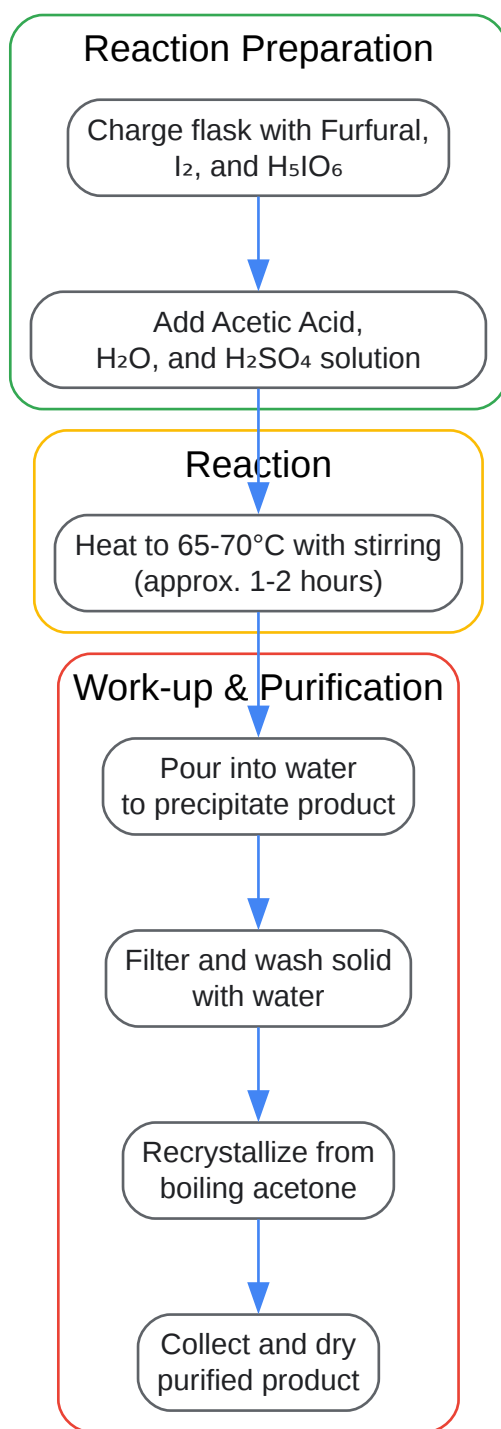 Reaction Preparation
Charge flask with Furfural,
I₂, and H₅IO₆
Add Acetic Acid,
H₂O, and H₂SO₄ solution
Reaction
Heat to 65-70°C with stirring
(approx. 1-2 hours)
Work-up & Purification
Pour into water
to precipitate product
Filter and wash solid
with water
Recrystallize from
boiling acetone
Collect and dry
purified product